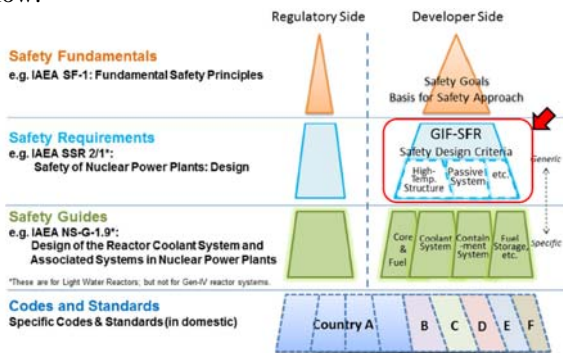 Regulatory Side
Developer Side
Safety Fundamentals
e.g. IAEA SF-1: Fundamental Safety Principles
Safety Goals
Basis for Safety Approach
Safety Requirements
e.g. IAEA SSR 2/1*:
Safety of Nuclear Power Plants: Design
GIF-SFR
Safety Design Criteria
High-
Temp.
Structure
Passive
System
etc.
Generic
Specific
Safety Guides
e.g. IAEA NS-G-1.9*:
Design of the Reactor Coolant System and
Associated Systems in Nuclear Power Plants
Core
&
Fuel
Coolant
System
Contain-
ment
System
Fuel
Storage,
etc.
*These are for Light Water Reactors; but not for Gen-IV reactor systems.
Codes and Standards
Specific Codes & Standards (in domestic)
Country A
B
C
D
E
F